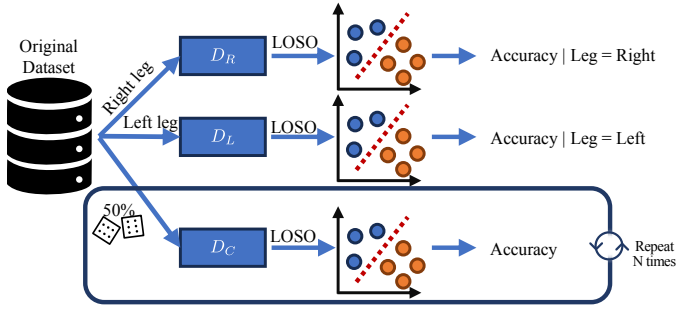 Original
Dataset
Right leg
D_R
LOSO
Accuracy | Leg = Right
Left leg
D_L
LOSO
Accuracy | Leg = Left
50%
D_C
LOSO
Accuracy
Repeat
N times